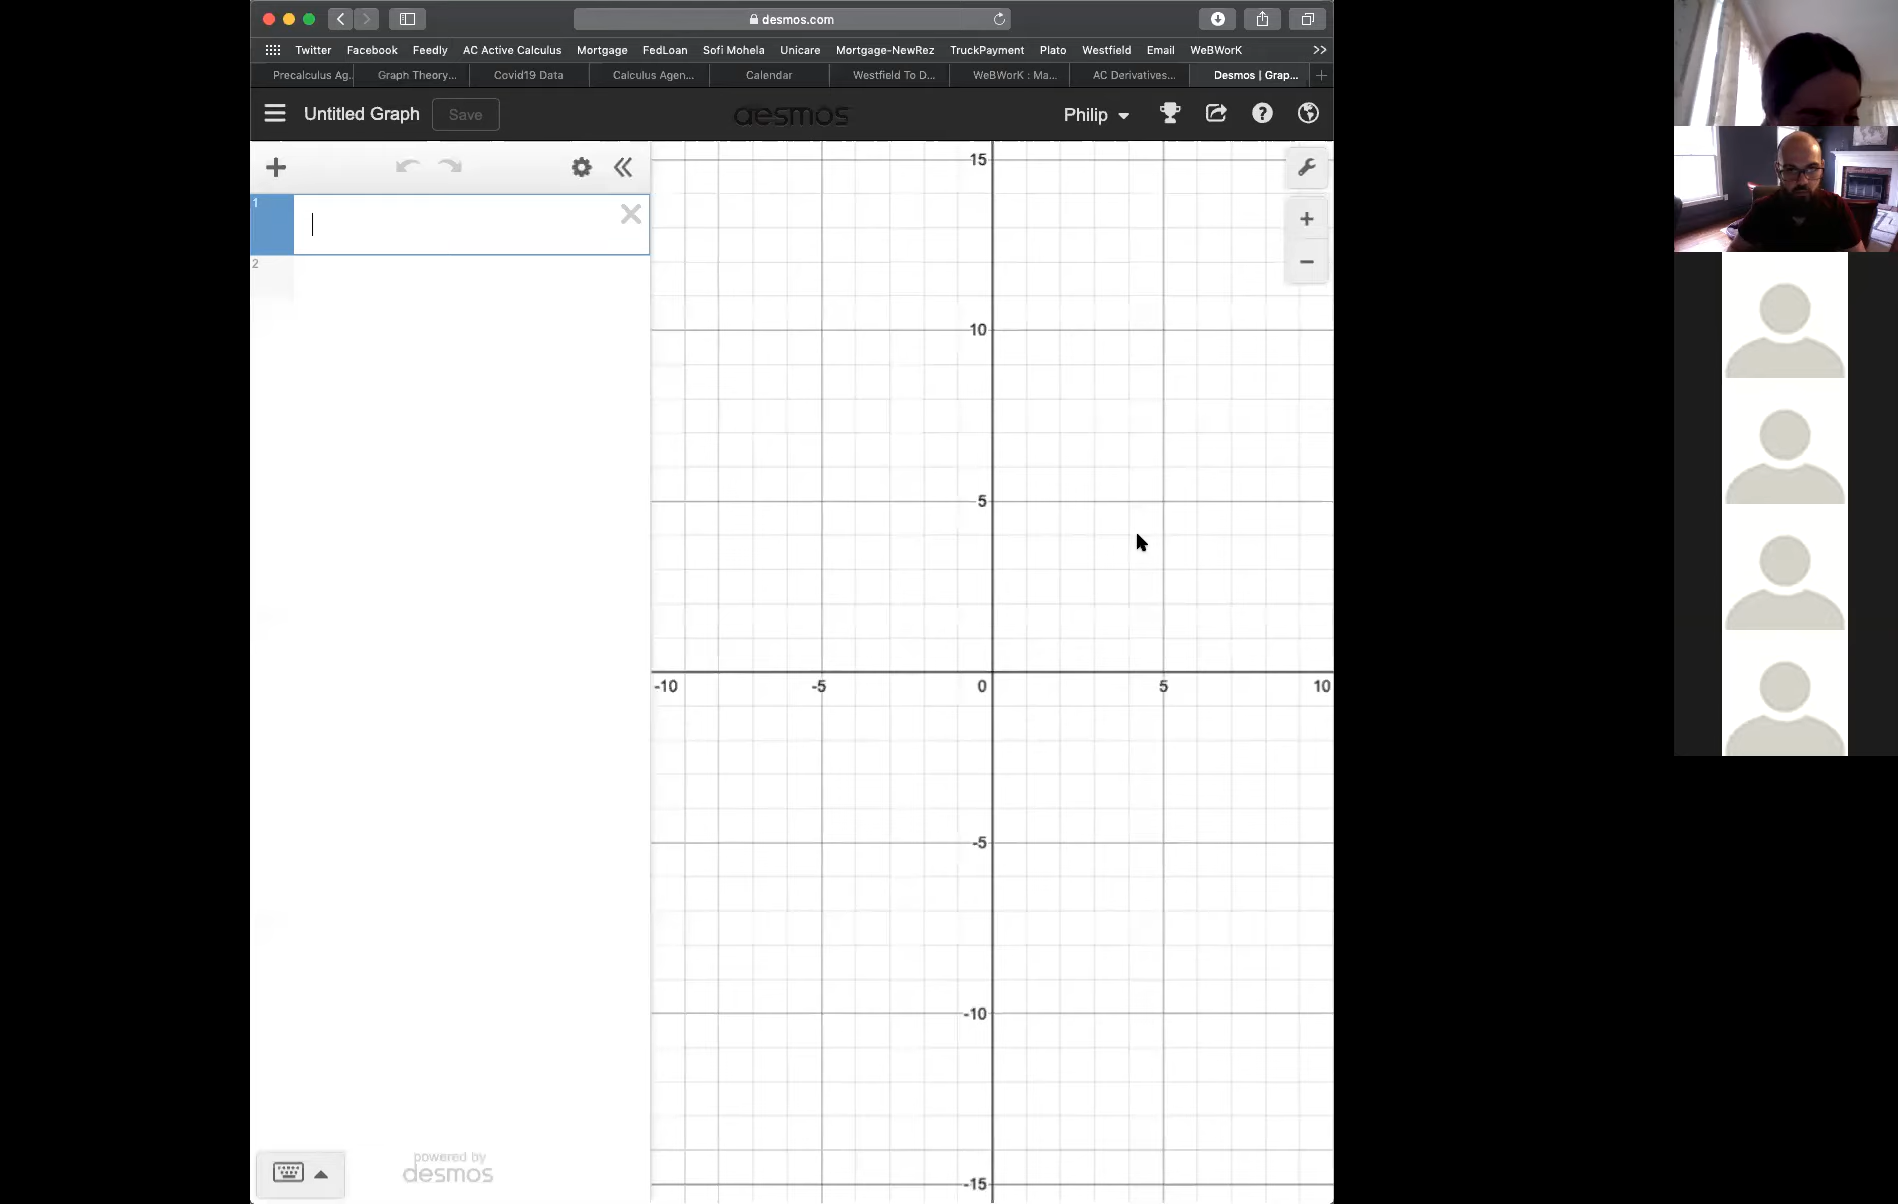 desmos.com
Twitter Facebook Feedly AC Active Calculus Mortgage FedLoan Sofi Mohela Unicare Mortgage-NewRez TruckPayment Plato Westfield Email WeBWorK >>
Precalculus Ag.. Graph Theory... Covid19 Data Calculus Agen... Calendar Westfield To D... WeBWorK : Ma... AC Derivatives... Desmos | Grap... +
Untitled Graph Save desmos Philip
1
2
15
10
5
-10 -5 0 5 10
-5
-10
-15
powered by
desmos